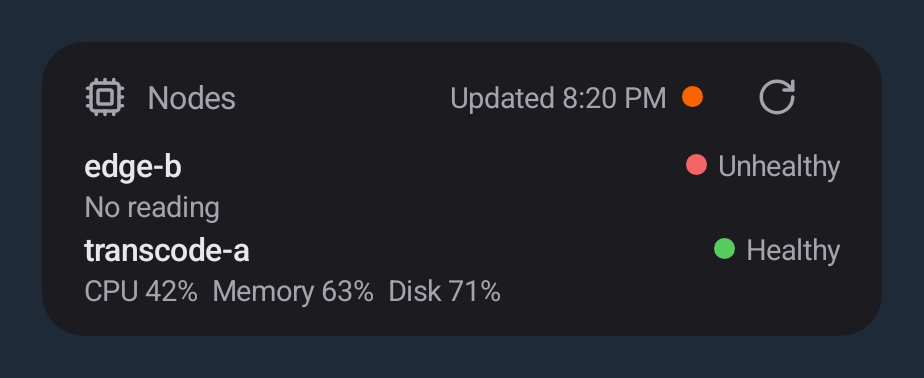 Nodes Updated 8:20 PM
edge-b Unhealthy
No reading
transcode-a Healthy
CPU 42% Memory 63% Disk 71%